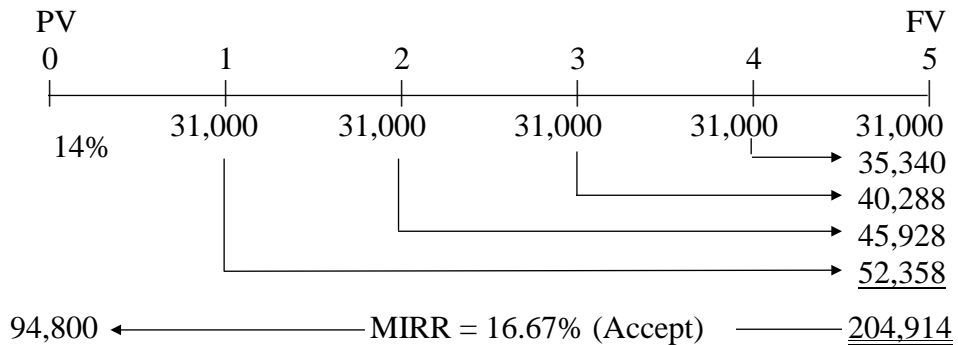 PV FV
0 1 2 3 4 5
31,000 31,000 31,000 31,000 31,000
14%
35,340
40,288
45,928
52,358
94,800 MIRR = 16.67% (Accept) 204,914